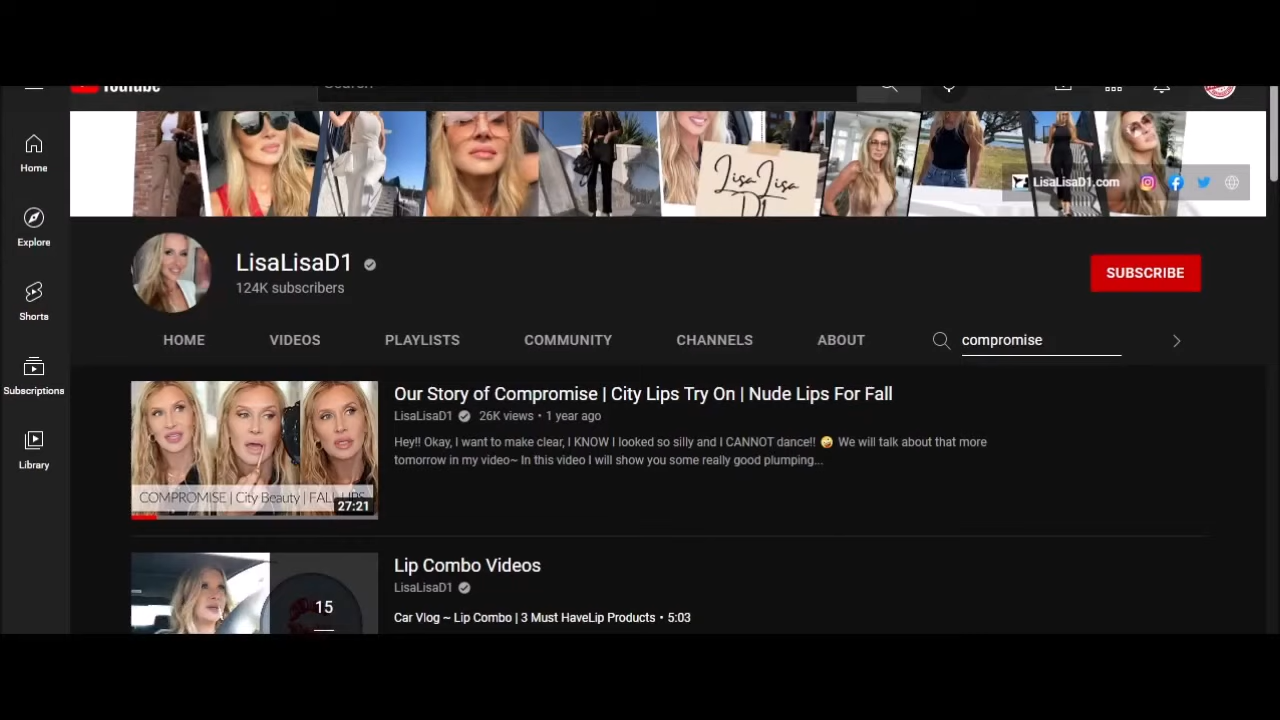 YouTube
Search
Home
Explore
Shorts
Subscriptions
Library
LisaLisa
D1
LisaLisaD1.com
LisaLisaD1
124K subscribers
SUBSCRIBE
HOME
VIDEOS
PLAYLISTS
COMMUNITY
CHANNELS
ABOUT
compromise
COMPROMISE | City Beauty | FALL LIPS
27:21
Our Story of Compromise | City Lips Try On | Nude Lips For Fall
LisaLisaD1 26K views • 1 year ago
Hey!! Okay, I want to make clear, I KNOW I looked so silly and I CANNOT dance!! 🤪 We will talk about that more
tomorrow in my video~ In this video I will show you some really good plumping...
15
Lip Combo Videos
LisaLisaD1
Car Vlog ~ Lip Combo | 3 Must HaveLip Products • 5:03